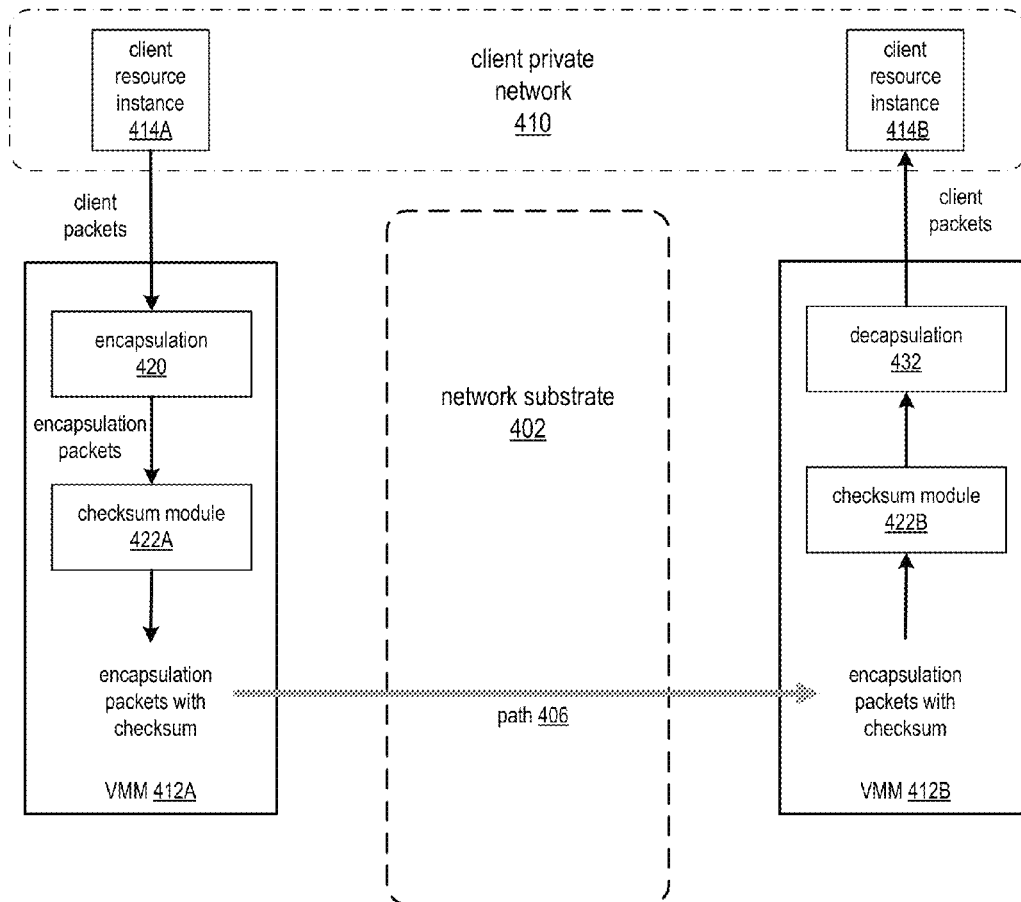 client
resource
instance
414A
client private
network
410
client
resource
instance
414B
client
packets
client
packets
encapsulation
420
encapsulation
packets
checksum module
422A
encapsulation
packets with
checksum
VMM 412A
network substrate
402
path 406
decapsulation
432
checksum module
422B
encapsulation
packets with
checksum
VMM 412B